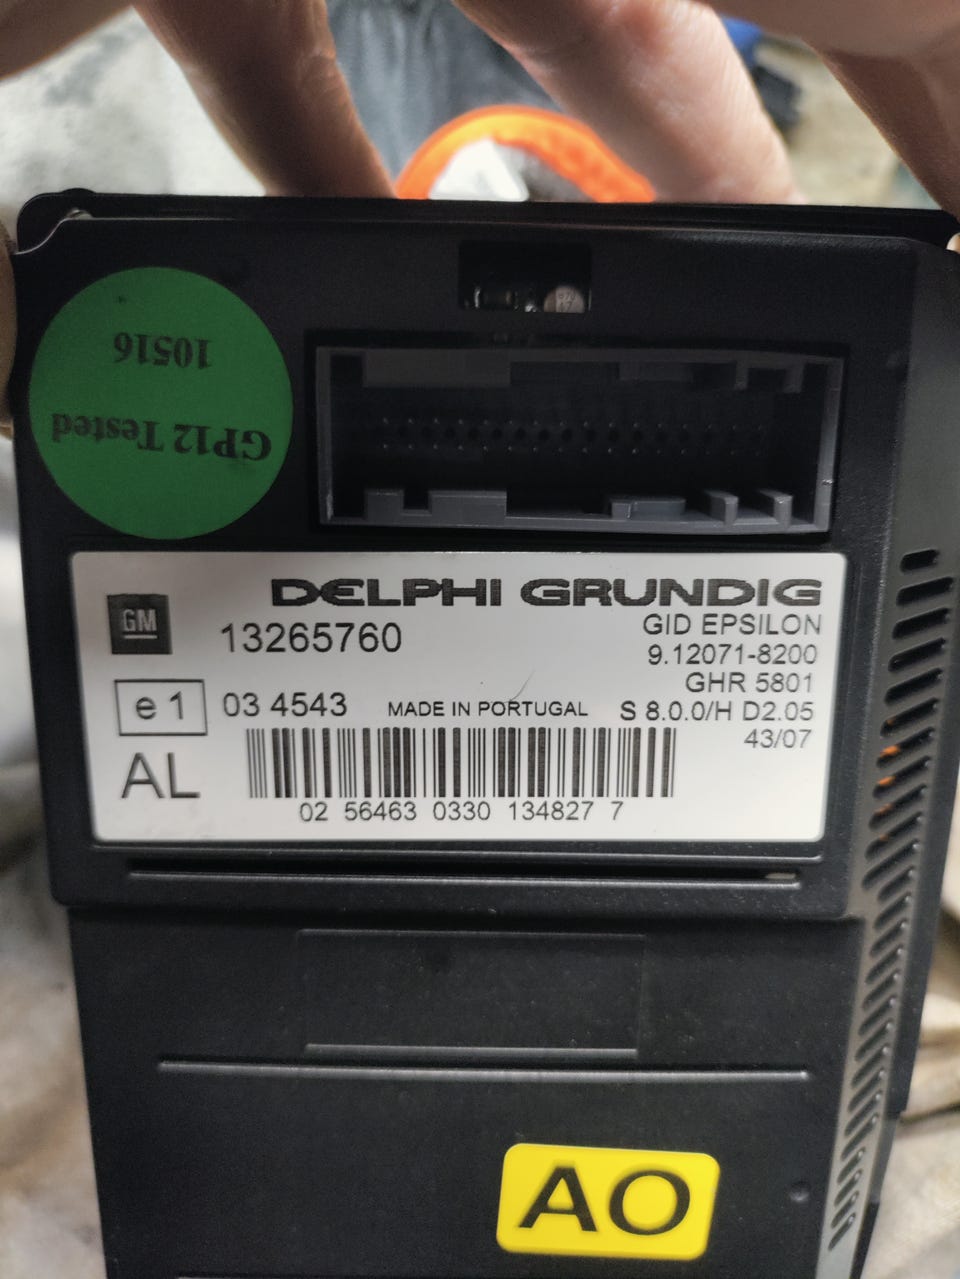 10516
GP12 Tested
DELPHI GRUNDIG
GM
13265760
GID EPSILON
9.12071-8200
GHR 5801
e1
03 4543
MADE IN PORTUGAL
S 8.0.0/H D2.05
43/07
AL
02 56463 0330 134827 7
AO